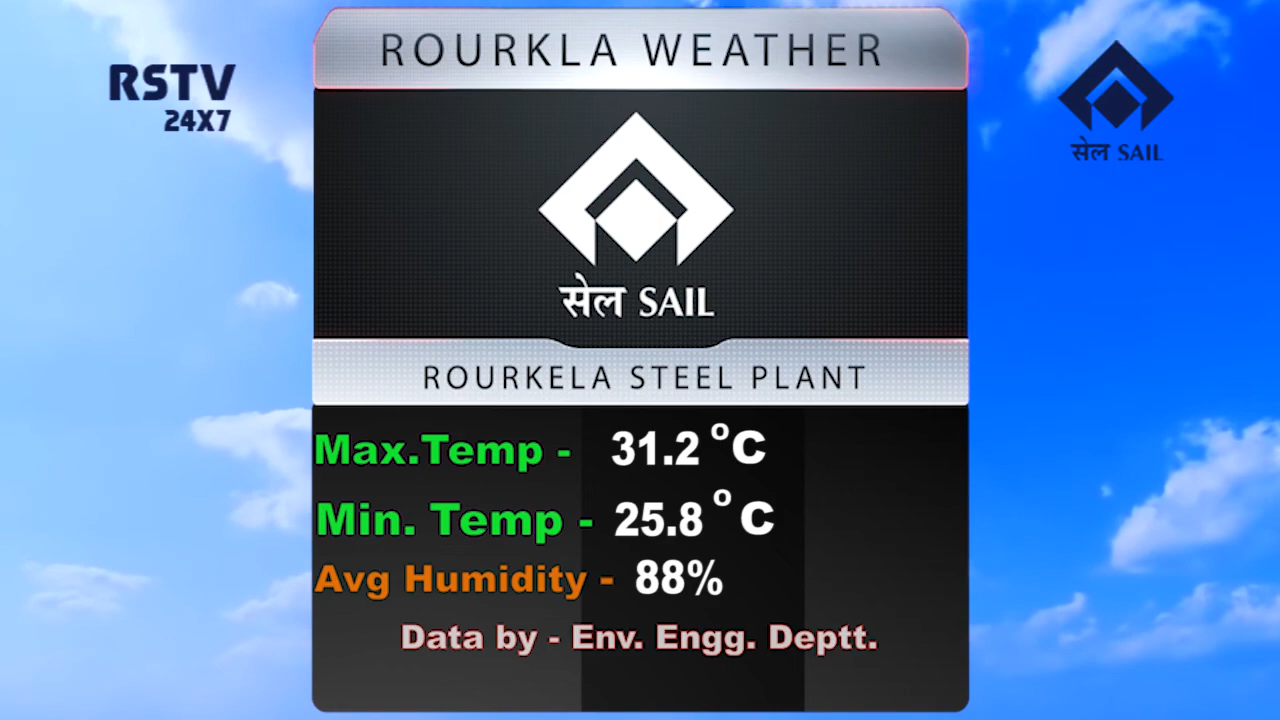 ROURKLA WEATHER
RSTV
24X7
सेल SAIL
सेल SAIL
ROURKELA STEEL PLANT
Max.Temp - 31.2 °C
Min. Temp - 25.8 °C
Avg Humidity - 88%
Data by - Env. Engg. Deptt.